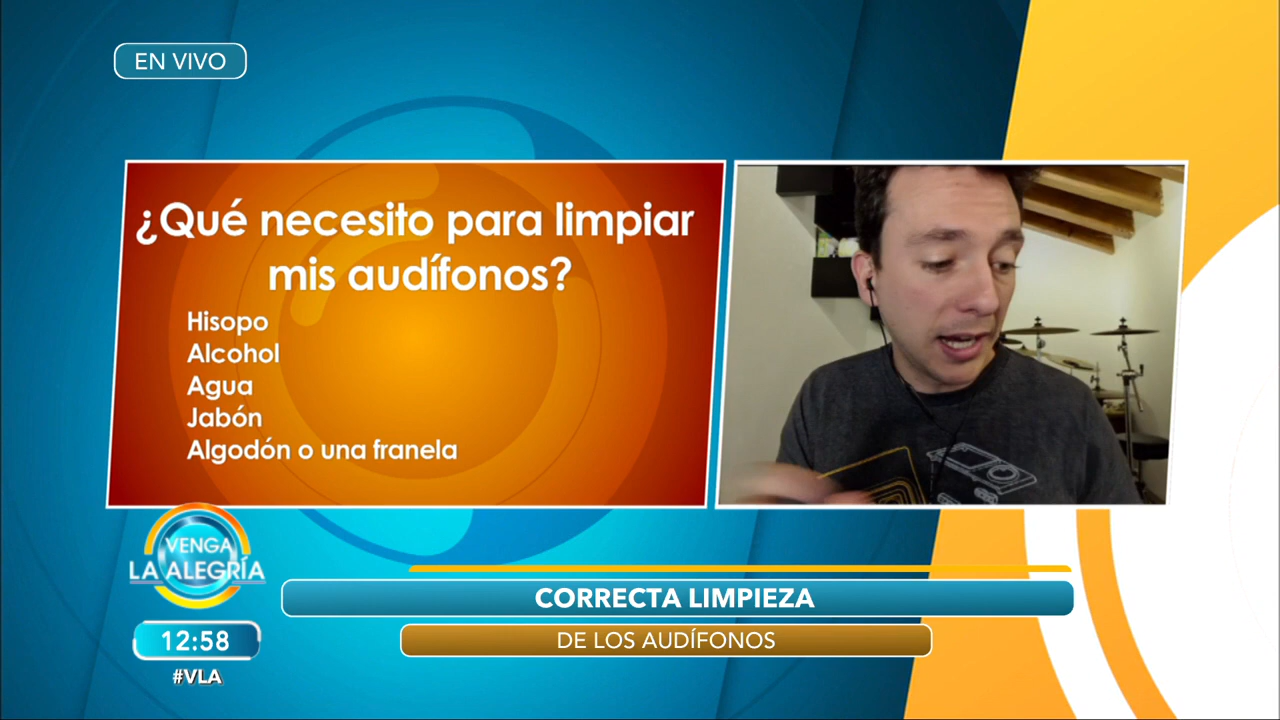 EN VIVO
¿Qué necesito para limpiar
mis audífonos?
Hisopo
Alcohol
Agua
Jabón
Algodón o una franela
VENGA
LA ALEGRÍA
CORRECTA LIMPIEZA
12:58
DE LOS AUDÍFONOS
#VLA